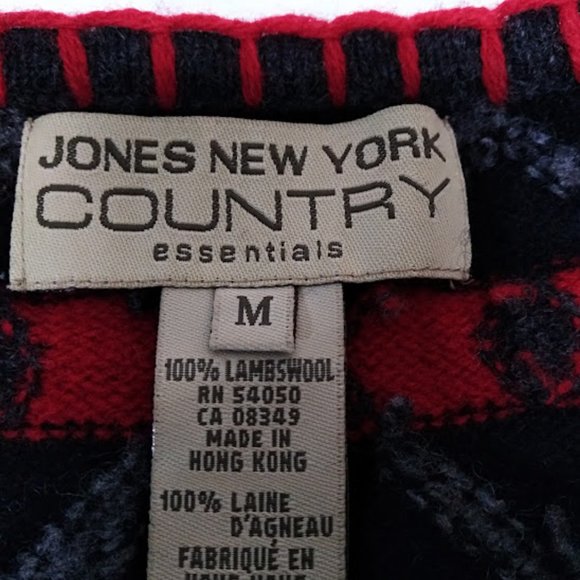 JONES NEW YORK
COUNTRY
essentials
M
100% LAMBSWOOL
RN 54050
CA 08349
MADE IN
HONG KONG
100% LAINE
D'AGNEAU
FABRIQUÉ EN